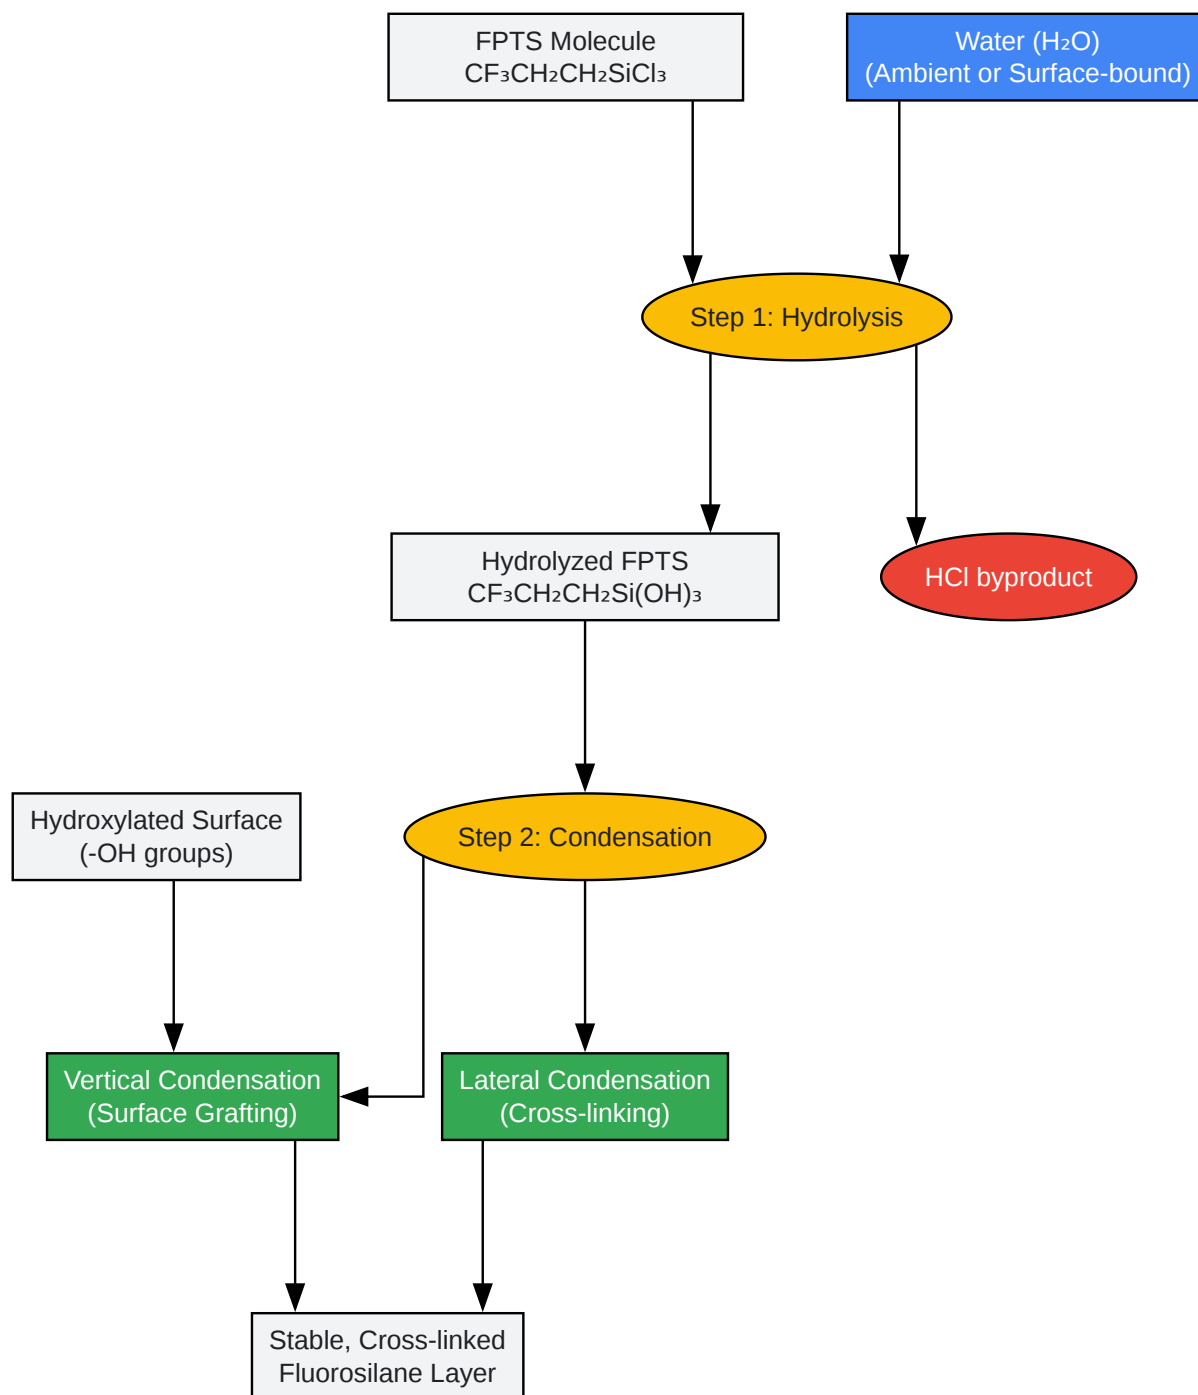 FPTS Molecule
CF₃CH₂CH₂SiCl₃
Water (H₂O)
(Ambient or Surface-bound)
Step 1: Hydrolysis
Hydrolyzed FPTS
CF₃CH₂CH₂Si(OH)₃
HCl byproduct
Hydroxylated Surface
(-OH groups)
Step 2: Condensation
Vertical Condensation
(Surface Grafting)
Lateral Condensation
(Cross-linking)
Stable, Cross-linked
Fluorosilane Layer